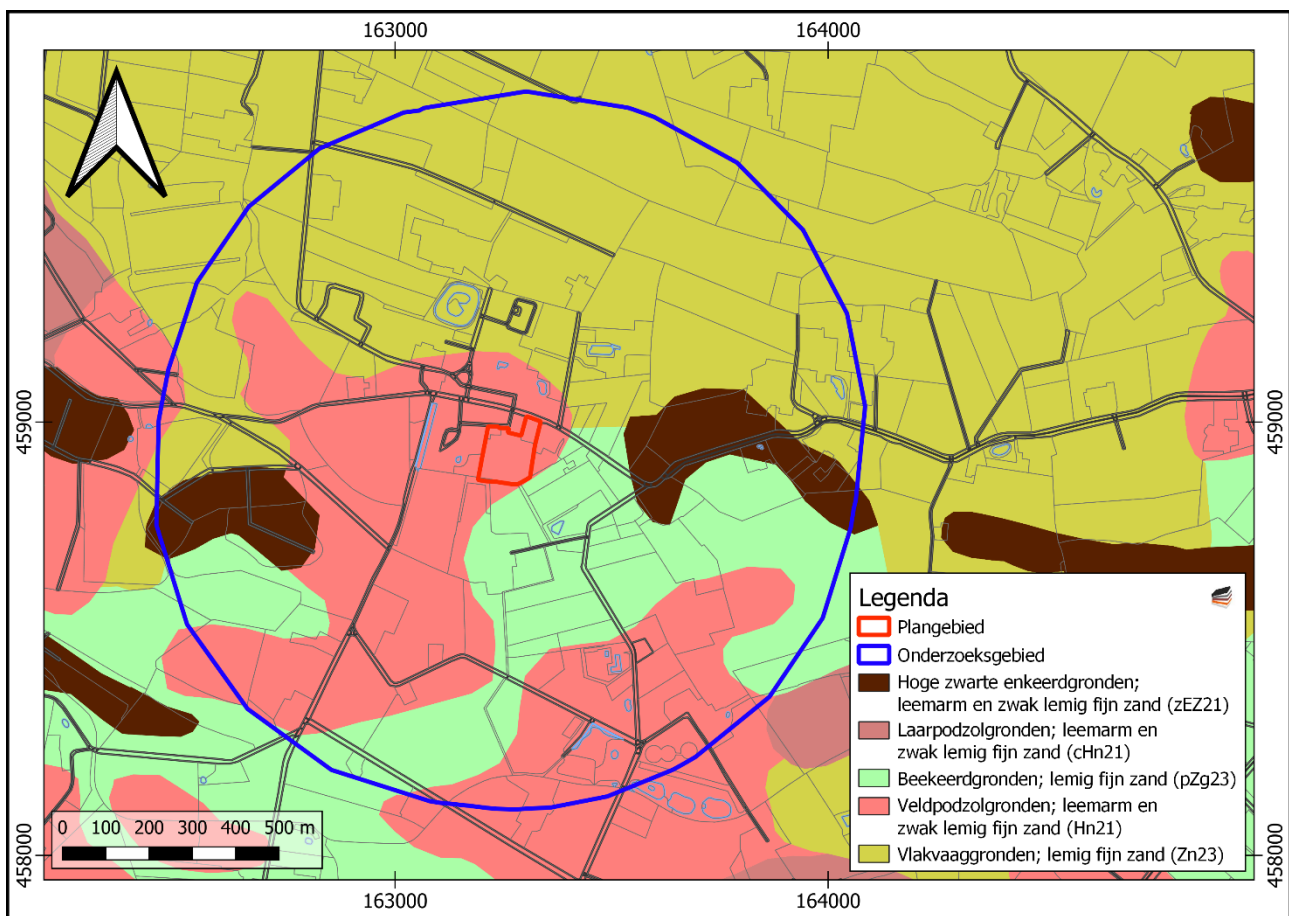 163000
164000
459000
459000
Legenda
Plangebied
Onderzoeksgebied
Hoge zwarte enkeerdgronden;
leemarm en zwak lemig fijn zand (zEZ21)
Laarpodzolgronden; leemarm en
zwak lemig fijn zand (cHn21)
Beekeerdgronden; lemig fijn zand (pZg23)
Veldpodzolgronden; leemarm en
zwak lemig fijn zand (Hn21)
Vlakvaaggronden; lemig fijn zand (Zn23)
0 100 200 300 400 500 m
458000
458000
163000
164000